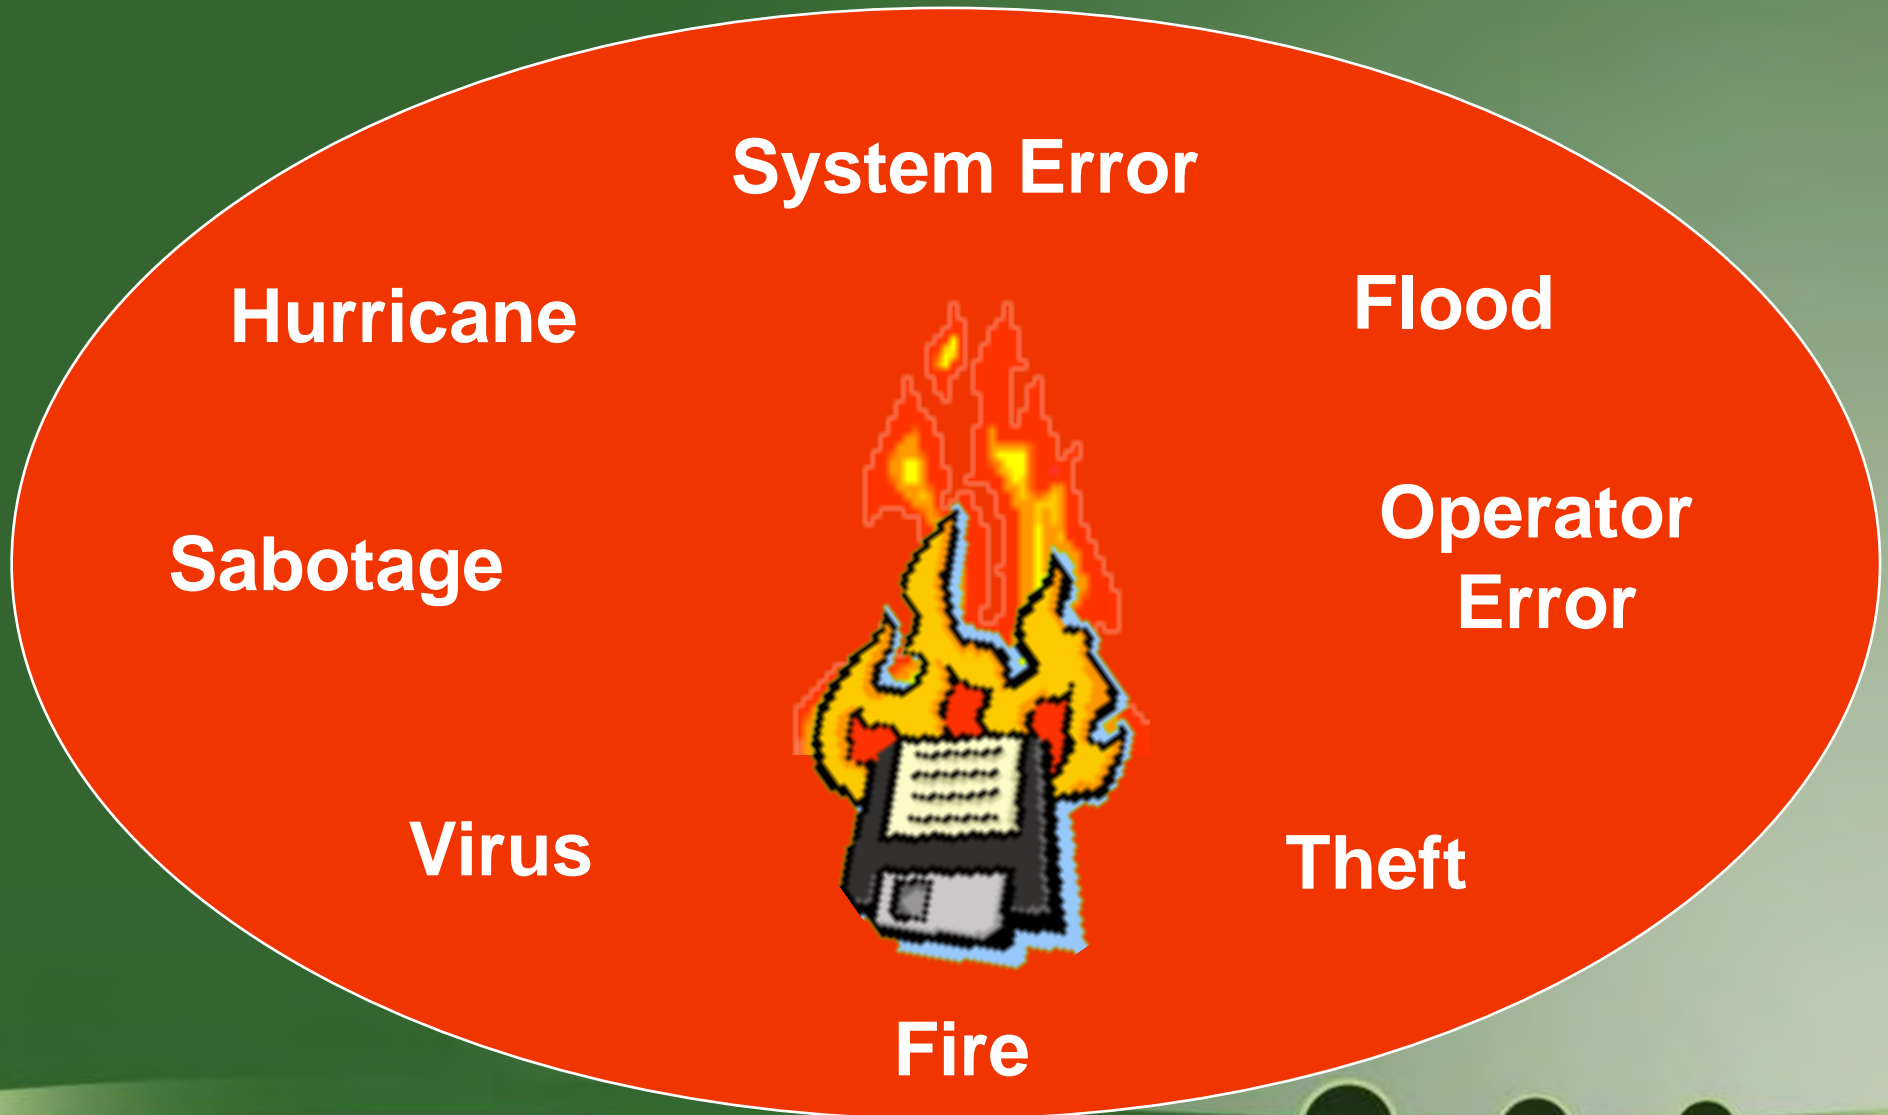 System Error
Hurricane
Flood
Sabotage
Operator
Error
Virus
Theft
Fire